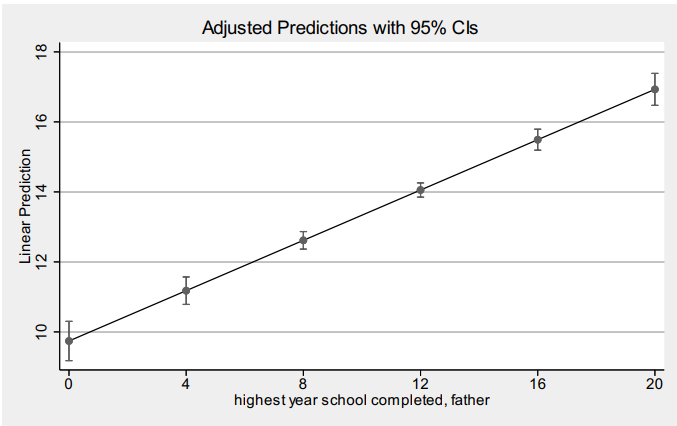 Adjusted Predictions with 95% CIs
18
16
14
12
10
Linear Prediction
0 4 8 12 16 20
highest year school completed, father